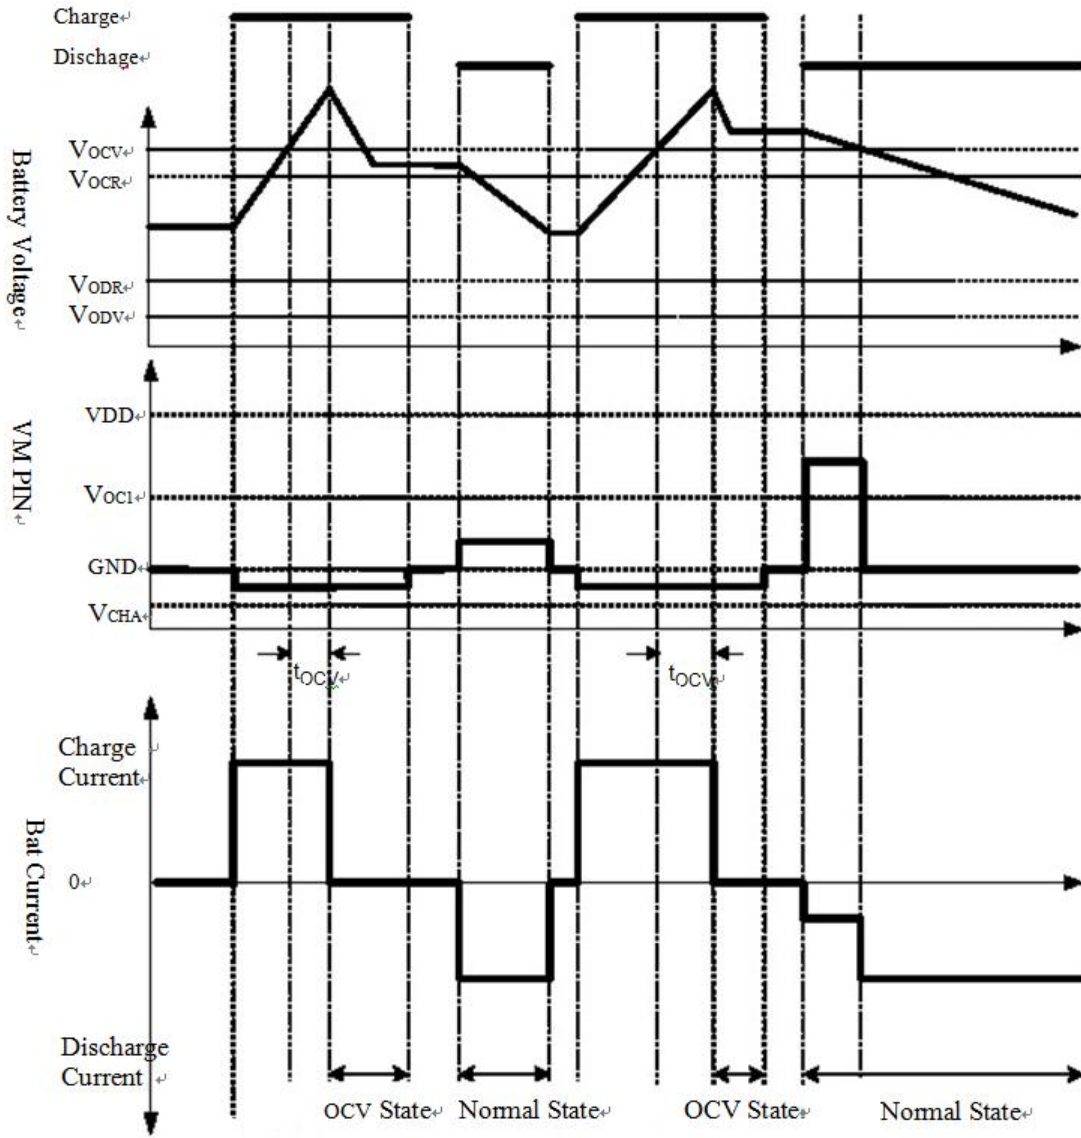 Charge↵
Dischage↵
Battery Voltage↵
VOCV↵
VOCR↵
VODR↵
VODV↵
VM PIN↵
VDD↵
VOC1↵
GND↵
VCHA↵
tOCV↵
tOCV↵
Bat Current↵
Charge ↵
Current↵
0↵
Discharge
Current ↵
OCV State↵
Normal State↵
OCV State↵
Normal State↵